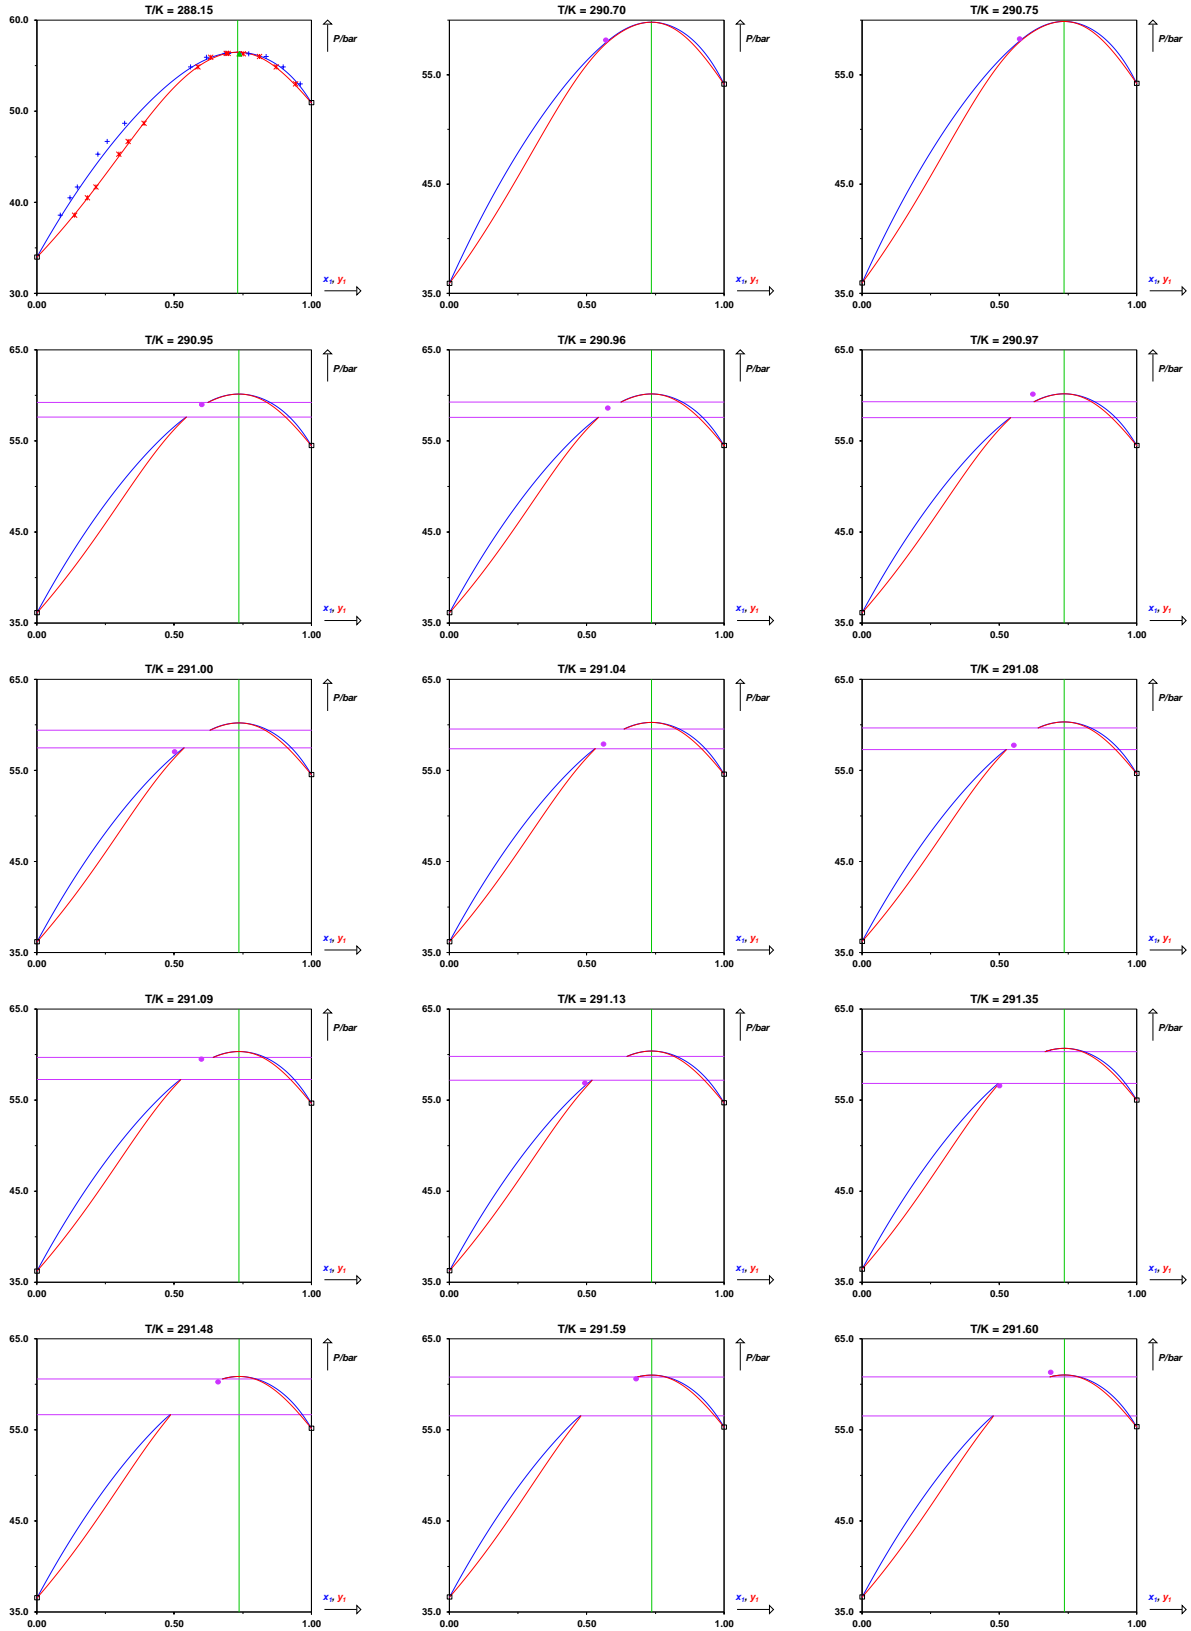 T/K = 288.15
60.0
50.0
40.0
30.0
0.00 0.50 1.00
P/bar
x1, y1
T/K = 290.70
55.0
45.0
35.0
0.00 0.50 1.00
P/bar
x1, y1
T/K = 290.75
55.0
45.0
35.0
0.00 0.50 1.00
P/bar
x1, y1
T/K = 290.95
65.0
55.0
45.0
35.0
0.00 0.50 1.00
P/bar
x1, y1
T/K = 290.96
65.0
55.0
45.0
35.0
0.00 0.50 1.00
P/bar
x1, y1
T/K = 290.97
65.0
55.0
45.0
35.0
0.00 0.50 1.00
P/bar
x1, y1
T/K = 291.00
65.0
55.0
45.0
35.0
0.00 0.50 1.00
P/bar
x1, y1
T/K = 291.04
65.0
55.0
45.0
35.0
0.00 0.50 1.00
P/bar
x1, y1
T/K = 291.08
65.0
55.0
45.0
35.0
0.00 0.50 1.00
P/bar
x1, y1
T/K = 291.09
65.0
55.0
45.0
35.0
0.00 0.50 1.00
P/bar
x1, y1
T/K = 291.13
65.0
55.0
45.0
35.0
0.00 0.50 1.00
P/bar
x1, y1
T/K = 291.35
65.0
55.0
45.0
35.0
0.00 0.50 1.00
P/bar
x1, y1
T/K = 291.48
65.0
55.0
45.0
35.0
0.00 0.50 1.00
P/bar
x1, y1
T/K = 291.59
65.0
55.0
45.0
35.0
0.00 0.50 1.00
P/bar
x1, y1
T/K = 291.60
65.0
55.0
45.0
35.0
0.00 0.50 1.00
P/bar
x1, y1